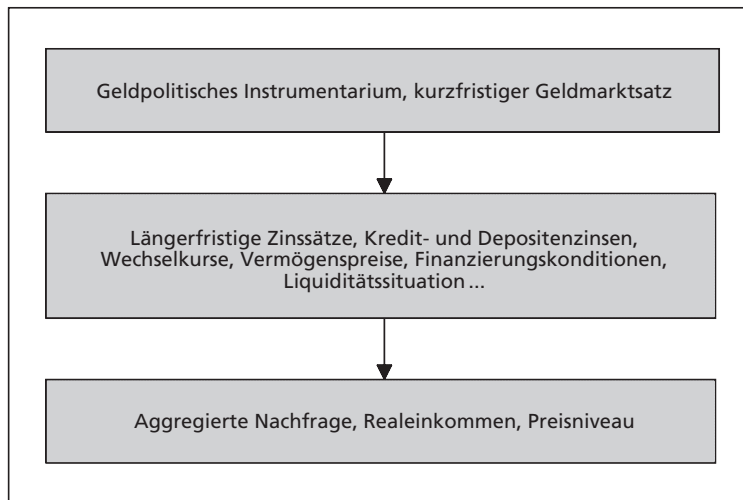 Geldpolitisches Instrumentarium, kurzfristiger Geldmarktsatz
Längerfristige Zinssätze, Kredit- und Depositenzinsen,
Wechselkurse, Vermögenspreise, Finanzierungskonditionen,
Liquiditätssituation ...
Aggregierte Nachfrage, Realeinkommen, Preisniveau